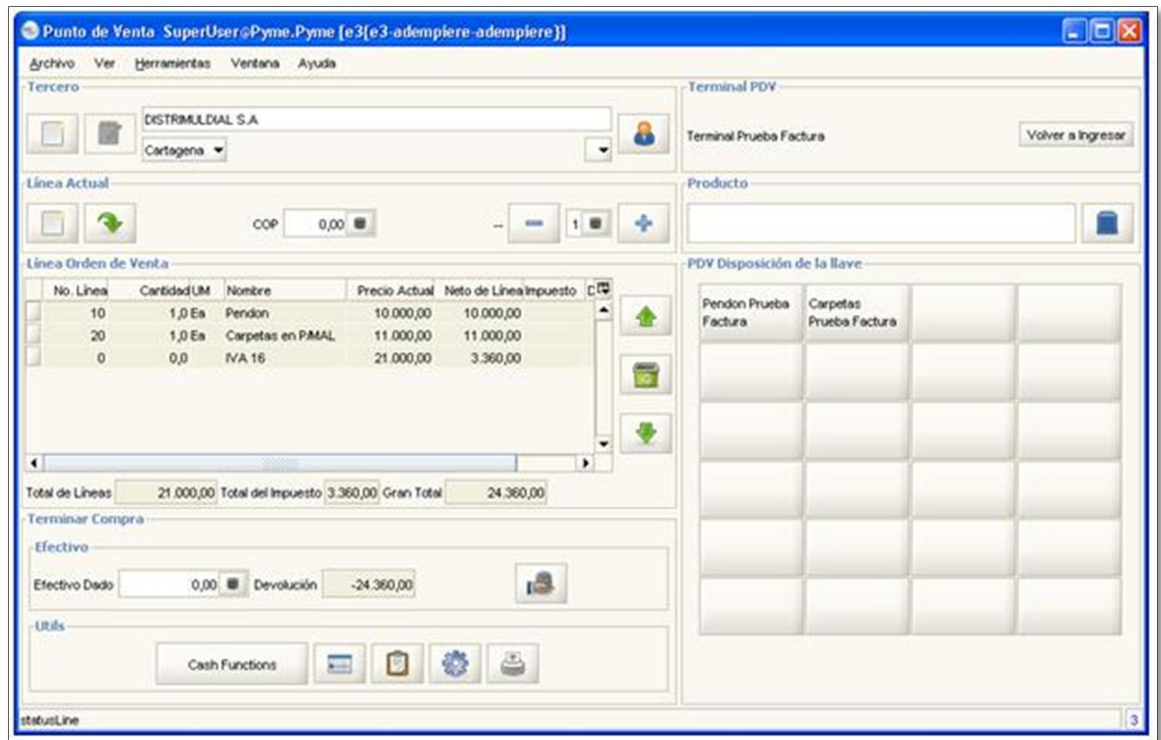 Punto de Venta SuperUser@Pyme.Pyme [e3{e3-adempiere-adempiere}]
Archivo Ver Herramientas Ventana Ayuda
Tercero
DISTRIMULDIAL S.A
Cartagena
Terminal PDV
Terminal Prueba Factura
Volver a Ingresar
Línea Actual
COP 0,00
-- 1
Producto
Línea Orden de Venta
No. Línea Cantidad UM Nombre Precio Actual Neto de Línea Impuesto D
10 1,0 Ea Pendon 10.000,00 10.000,00
20 1,0 Ea Carpetas en P/MAL 11.000,00 11.000,00
0 0,0 IVA 16 21.000,00 3.360,00
Total de Líneas 21.000,00 Total del Impuesto 3.360,00 Gran Total 24.360,00
PDV Disposición de la llave
Pendon Prueba Factura
Carpetas Prueba Factura
Terminar Compra
Efectivo
Efectivo Dado 0,00 Devolución -24.360,00
Utils
Cash Functions
statusLine
3